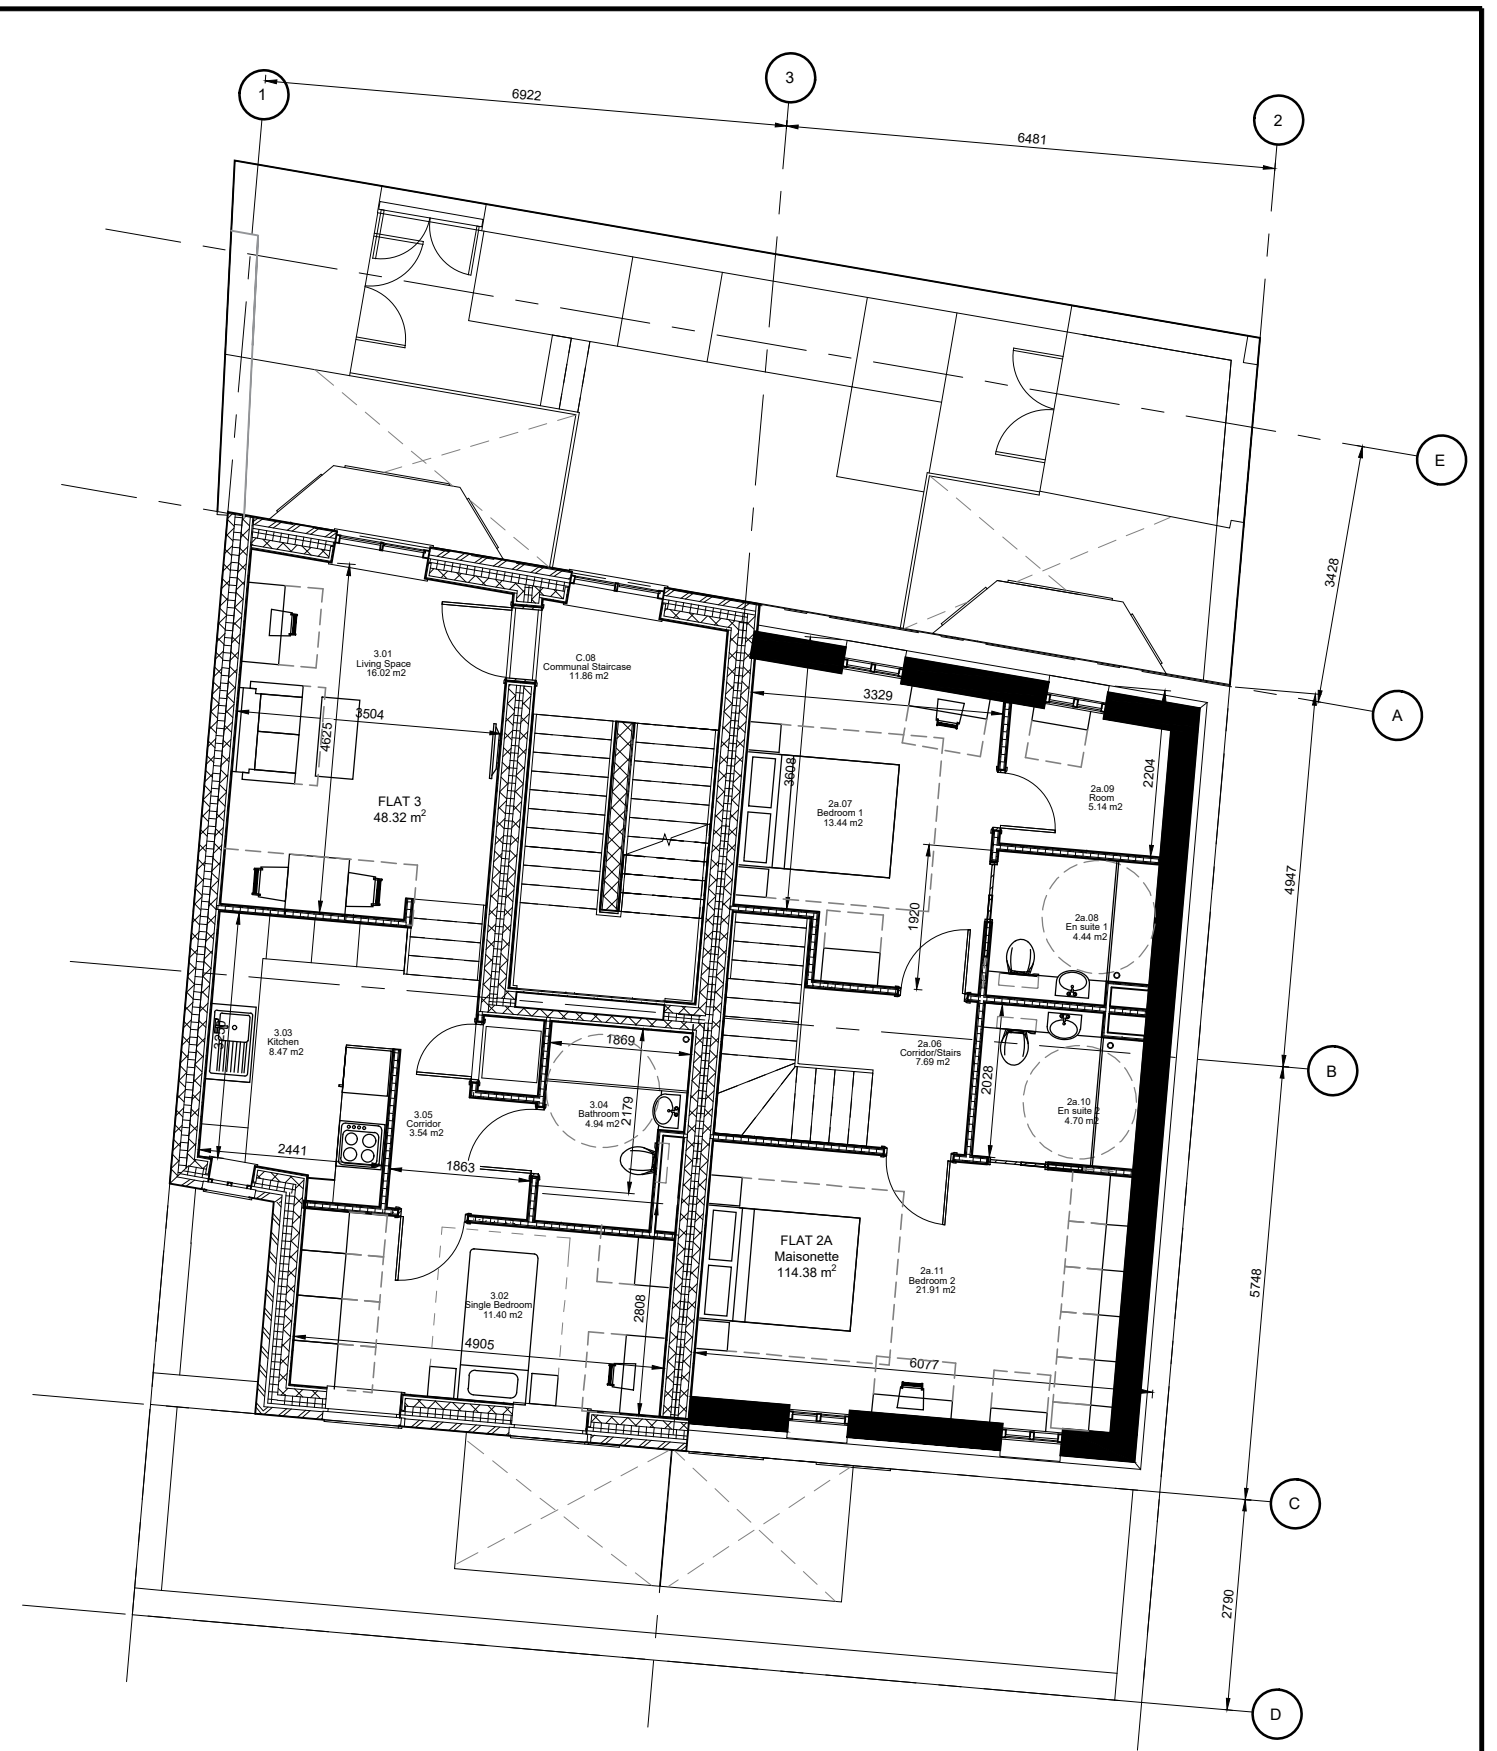 1
3
2
6922
6481
E
3428
A
3.01
Living Space
16.02 m2
C.08
Communal Staircase
11.86 m2
3504
4625
3329
3608
2204
2a.09
Room
5.14 m2
FLAT 3
48.32 m2
2a.07
Bedroom 1
13.44 m2
4947
1920
2a.08
En suite 1
4.44 m2
3.03
Kitchen
8.47 m2
1869
2a.06
Corridor/Stairs
7.69 m2
B
2028
3.05
Corridor
3.54 m2
3.04
Bathroom
4.94 m2
2179
2a.10
En suite 2
4.70 m2
2441
1863
FLAT 2A
Maisonette
114.38 m2
2a.11
Bedroom 2
21.91 m2
5748
3.02
Single Bedroom
11.40 m2
2808
4905
6077
C
2790
D